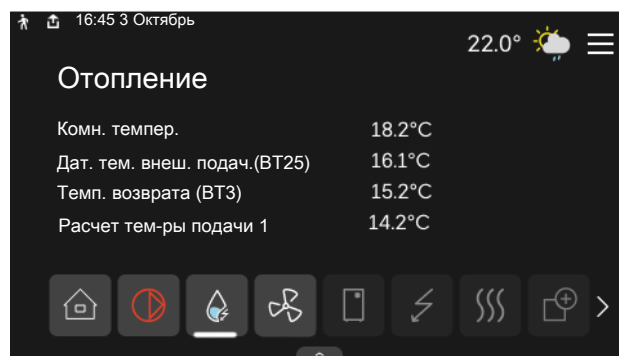 16:45 3 Октябрь
22.0°
Отопление
Комн. темпер. 18.2°C
Дат. тем. внеш. подач.(BT25) 16.1°C
Темп. возврата (BT3) 15.2°C
Расчет тем-ры подачи 1 14.2°C